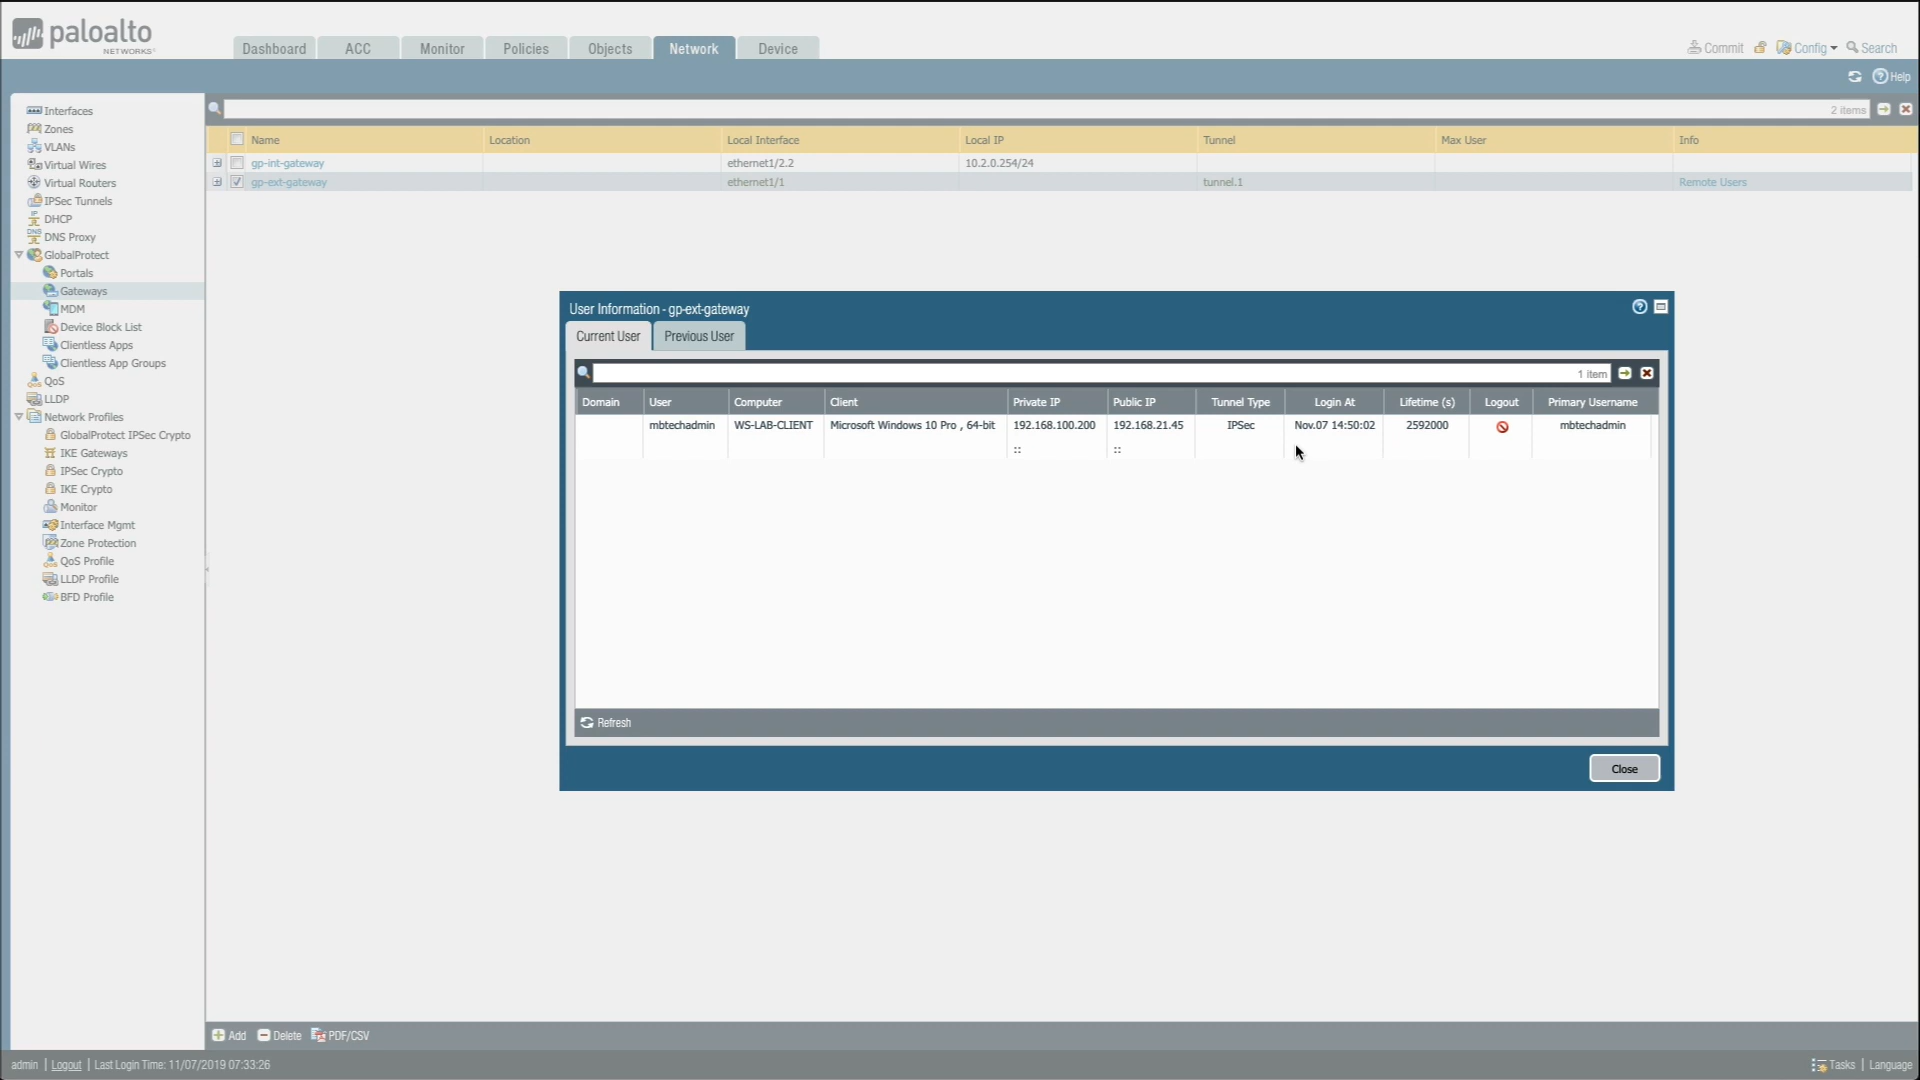 paloalto
NETWORKS®
Dashboard ACC Monitor Policies Objects Network Device
Commit Config Search
Help
2 items
Interfaces
Zones
VLANs
Virtual Wires
Virtual Routers
IPSec Tunnels
DHCP
DNS Proxy
GlobalProtect
Portals
Gateways
MDM
Device Block List
Clientless Apps
Clientless App Groups
QoS
LLDP
Network Profiles
GlobalProtect IPSec Crypto
IKE Gateways
IPSec Crypto
IKE Crypto
Monitor
Interface Mgmt
Zone Protection
QoS Profile
LLDP Profile
BFD Profile
Name Location Local Interface Local IP Tunnel Max User Info
gp-int-gateway ethernet1/2.2 10.2.0.254/24
gp-ext-gateway ethernet1/1 tunnel.1 Remote Users
User Information - gp-ext-gateway
Current User Previous User
1 item
Domain User Computer Client Private IP Public IP Tunnel Type Login At Lifetime (s) Logout Primary Username
mbtechadmin WS-LAB-CLIENT Microsoft Windows 10 Pro , 64-bit 192.168.100.200 192.168.21.45 IPSec Nov.07 14:50:02 2592000 mbtechadmin
:: ::
Refresh
Close
Add Delete PDF/CSV
admin | Logout | Last Login Time: 11/07/2019 07:33:26
Tasks | Language